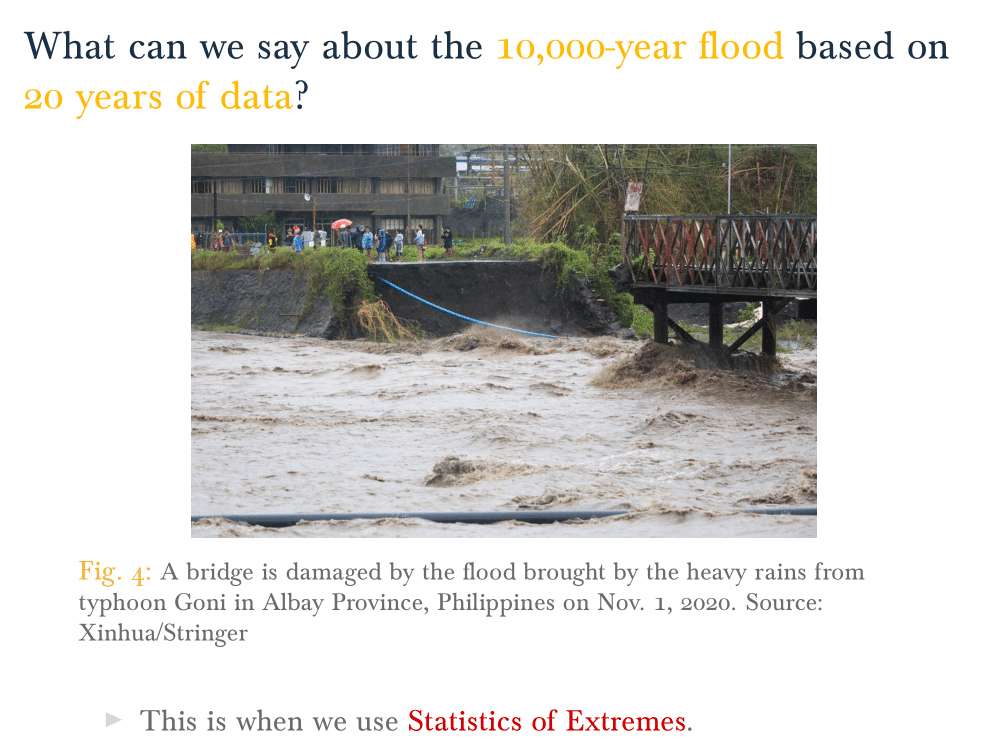 What can we say about the 10,000-year flood based on
20 years of data?
Fig. 4: A bridge is damaged by the flood brought by the heavy rains from
typhoon Goni in Albay Province, Philippines on Nov. 1, 2020. Source:
Xinhua/Stringer
This is when we use Statistics of Extremes.